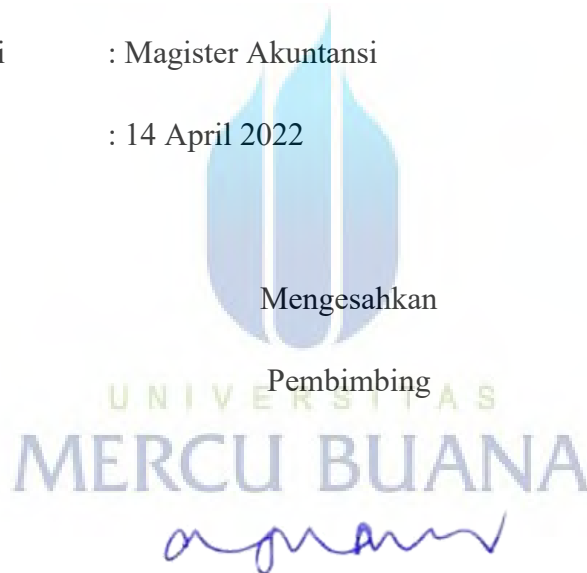 i : Magister Akuntansi
: 14 April 2022
Mengesahkan
Pembimbing
UNIVERSITAS
MERCU BUANA